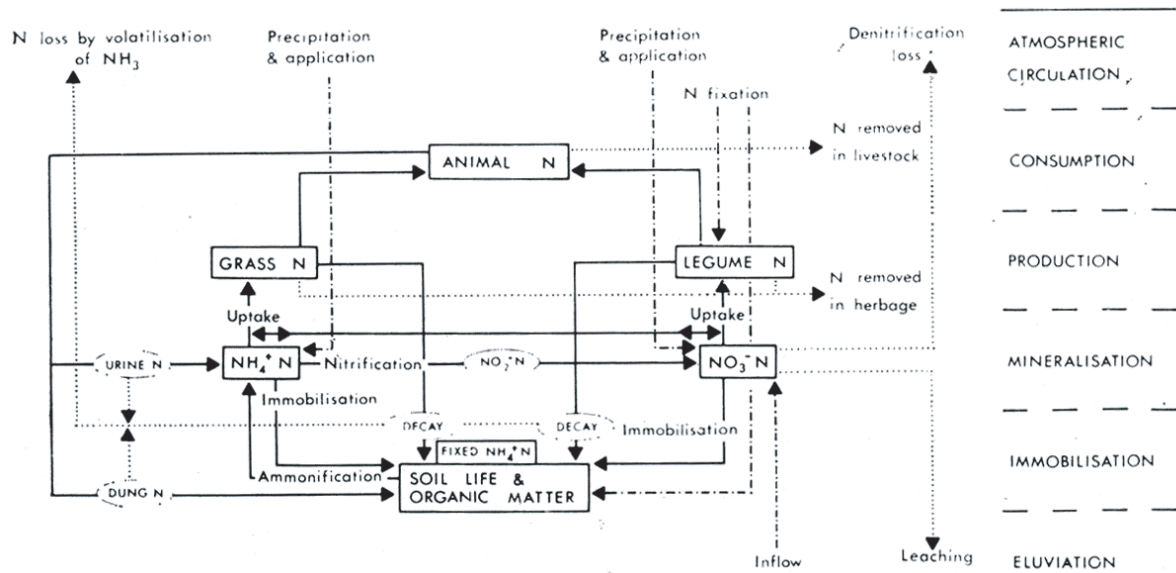 N loss by volatilisation
of NH₃
Precipitation
& application
Precipitation
& application
Denitrification
loss
N fixation
N removed
in livestock
ANIMAL N
GRASS N
LEGUME N
N removed
in herbage
Uptake
Uptake
URINE N
NH₄⁺ N
Nitrification
NO₂⁻N
NO₃⁻N
Immobilisation
DECAY
DECAY
Immobilisation
FIXED NH₄⁺N
Ammonification
SOIL LIFE &
ORGANIC MATTER
DUNG N
Inflow
Leaching
ATMOSPHERIC
CIRCULATION
CONSUMPTION
PRODUCTION
MINERALISATION
IMMOBILISATION
ELUVIATION